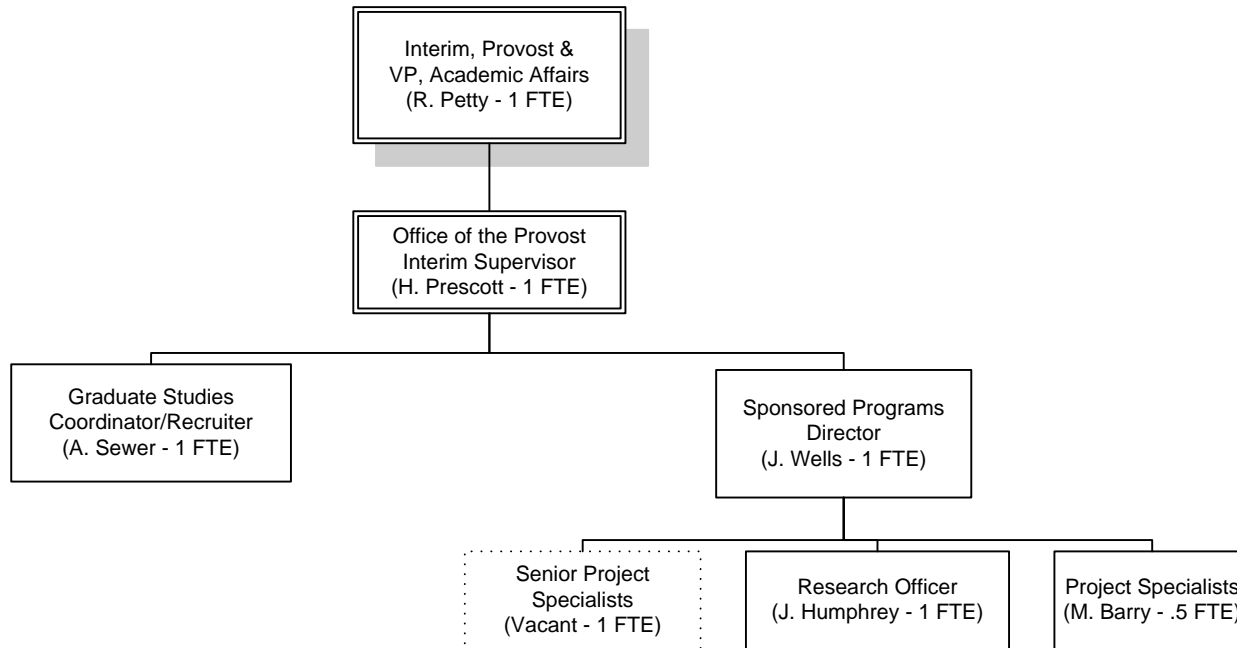 Interim, Provost &
VP, Academic Affairs
(R. Petty - 1 FTE)
Office of the Provost
Interim Supervisor
(H. Prescott - 1 FTE)
Graduate Studies
Coordinator/Recruiter
(A. Sewer - 1 FTE)
Sponsored Programs
Director
(J. Wells - 1 FTE)
Senior Project
Specialists
(Vacant - 1 FTE)
Research Officer
(J. Humphrey - 1 FTE)
Project Specialists
(M. Barry - .5 FTE)